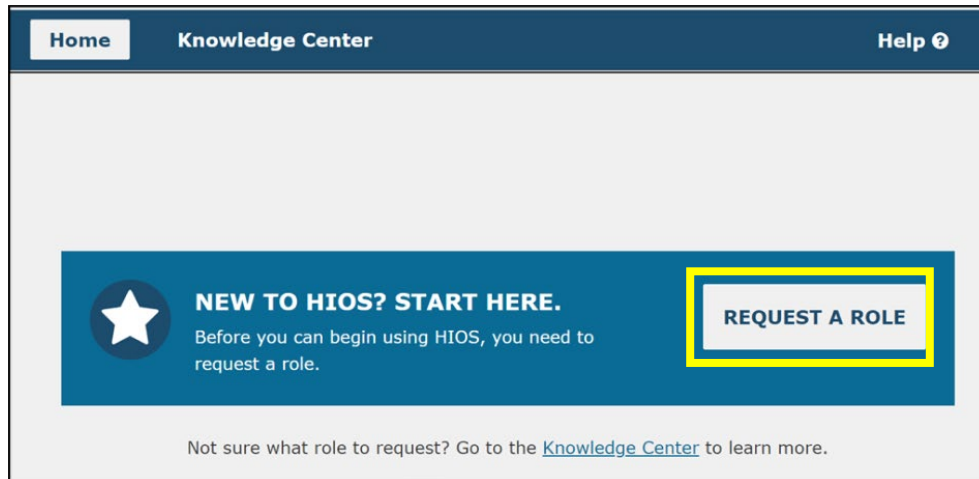 Home Knowledge Center Help
NEW TO HIOS? START HERE.
Before you can begin using HIOS, you need to
request a role.
REQUEST A ROLE
Not sure what role to request? Go to the Knowledge Center to learn more.